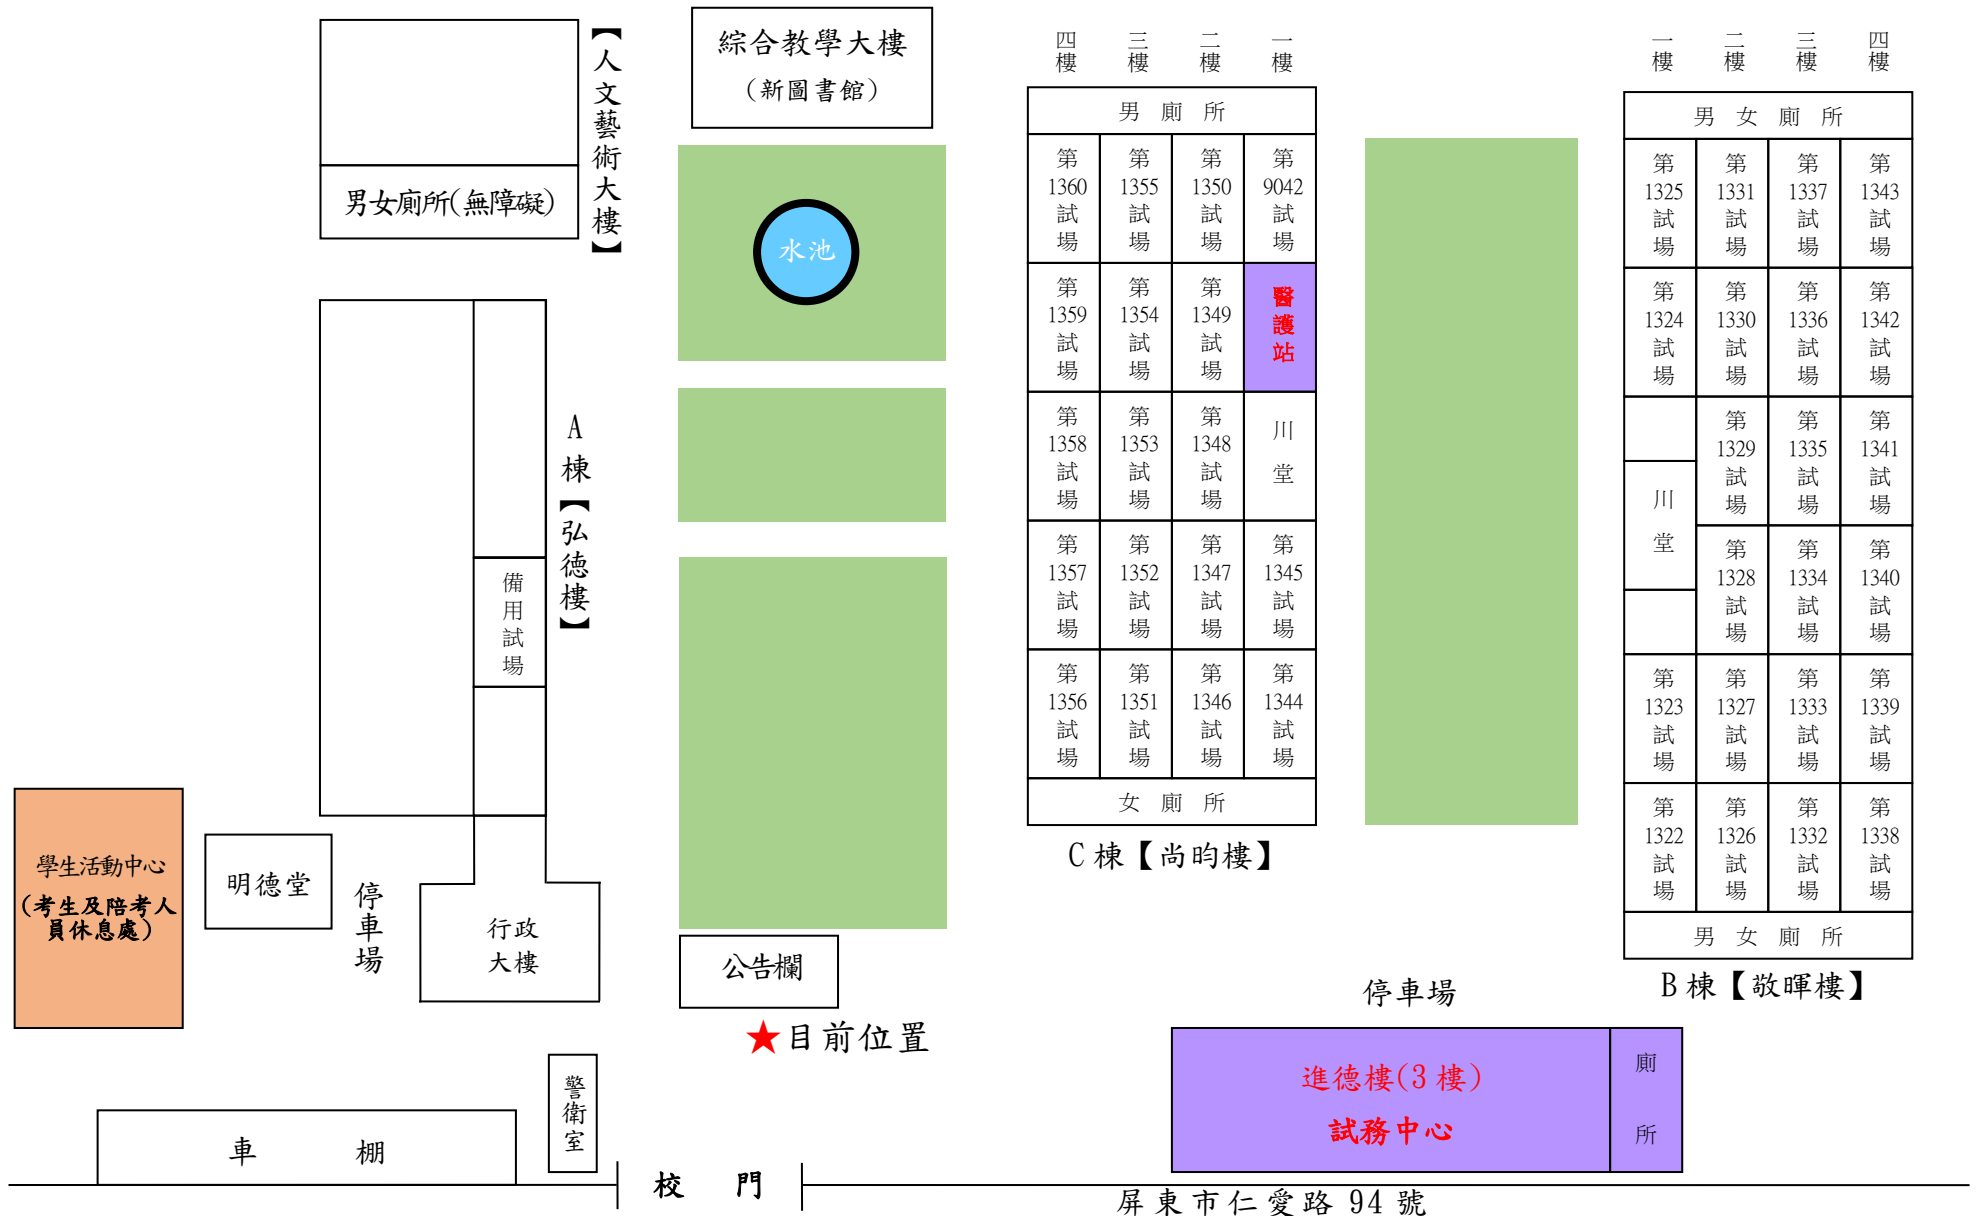 【人文藝術大樓】
男女廁所(無障礙)
綜合教學大樓
(新圖書館)
水池
A棟【弘德樓】
備用試場
四樓 三樓 二樓 一樓
男 廁 所
第1360試場 第1355試場 第1350試場 第9042試場
第1359試場 第1354試場 第1349試場 醫護站
第1358試場 第1353試場 第1348試場 川堂
第1357試場 第1352試場 第1347試場 第1345試場
第1356試場 第1351試場 第1346試場 第1344試場
女 廁 所
C棟【尚昀樓】
一樓 二樓 三樓 四樓
男 女 廁 所
第1325試場 第1331試場 第1337試場 第1343試場
第1324試場 第1330試場 第1336試場 第1342試場
第1329試場 第1335試場 第1341試場
川堂
第1328試場 第1334試場 第1340試場
第1323試場 第1327試場 第1333試場 第1339試場
第1322試場 第1326試場 第1332試場 第1338試場
男 女 廁 所
B棟【敬暉樓】
學生活動中心
(考生及陪考人
員休息處)
明德堂
停車場
行政
大樓
公告欄
★目前位置
停車場
進德樓(3樓)
試務中心
廁所
警衛室
車 棚
校 門
屏東市仁愛路 94 號